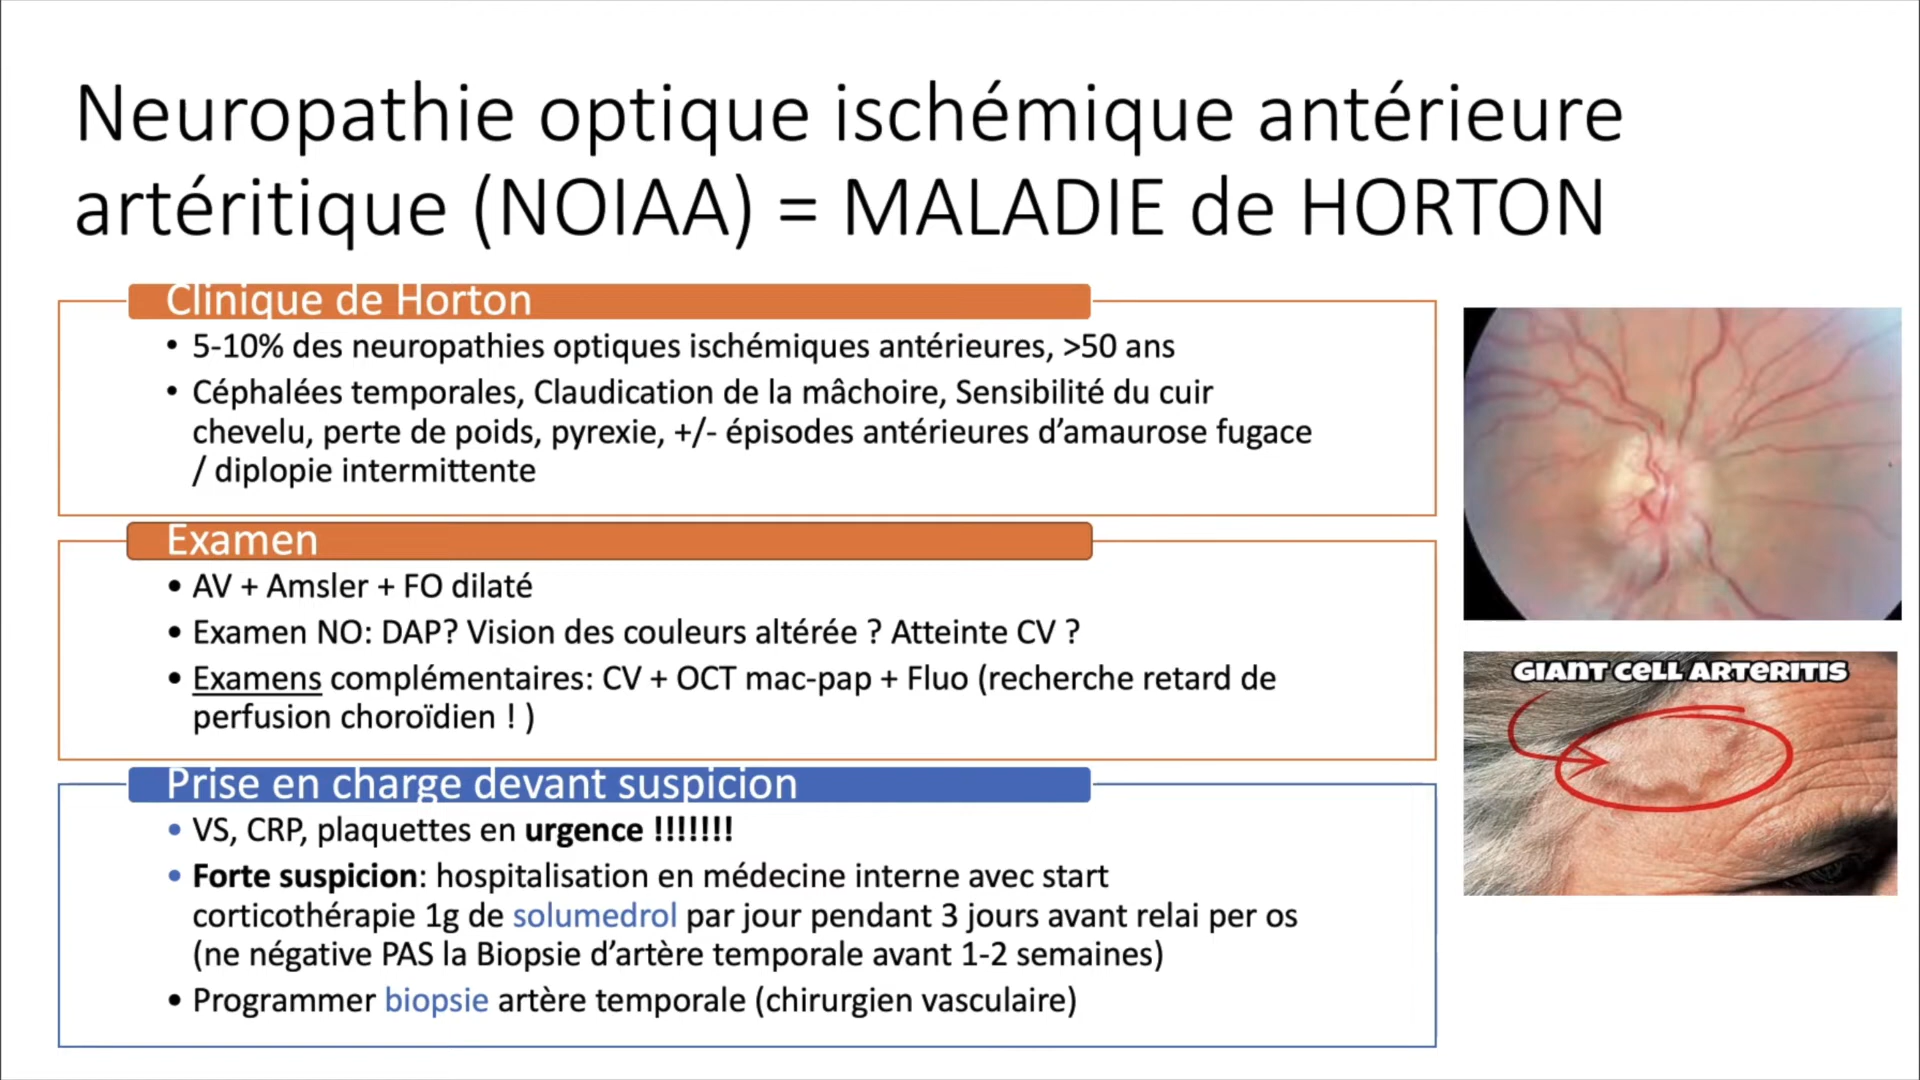 Neuropathie optique ischémique antérieure
artéritique (NOIAA) = MALADIE de HORTON
Clinique de Horton
• 5-10% des neuropathies optiques ischémiques antérieures, >50 ans
• Céphalées temporales, Claudication de la mâchoire, Sensibilité du cuir
chevelu, perte de poids, pyrexie, +/- épisodes antérieures d’amaurose fugace
/ diplopie intermittente
Examen
• AV + Amsler + FO dilaté
• Examen NO: DAP? Vision des couleurs altérée ? Atteinte CV ?
• Examens complémentaires: CV + OCT mac-pap + Fluo (recherche retard de
perfusion choroïdien ! )
Prise en charge devant suspicion
• VS, CRP, plaquettes en urgence !!!!!!!
• Forte suspicion: hospitalisation en médecine interne avec start
corticothérapie 1g de solumedrol par jour pendant 3 jours avant relai per os
(ne négative PAS la Biopsie d’artère temporale avant 1-2 semaines)
• Programmer biopsie artère temporale (chirurgien vasculaire)
GIANT CELL ARTERITIS